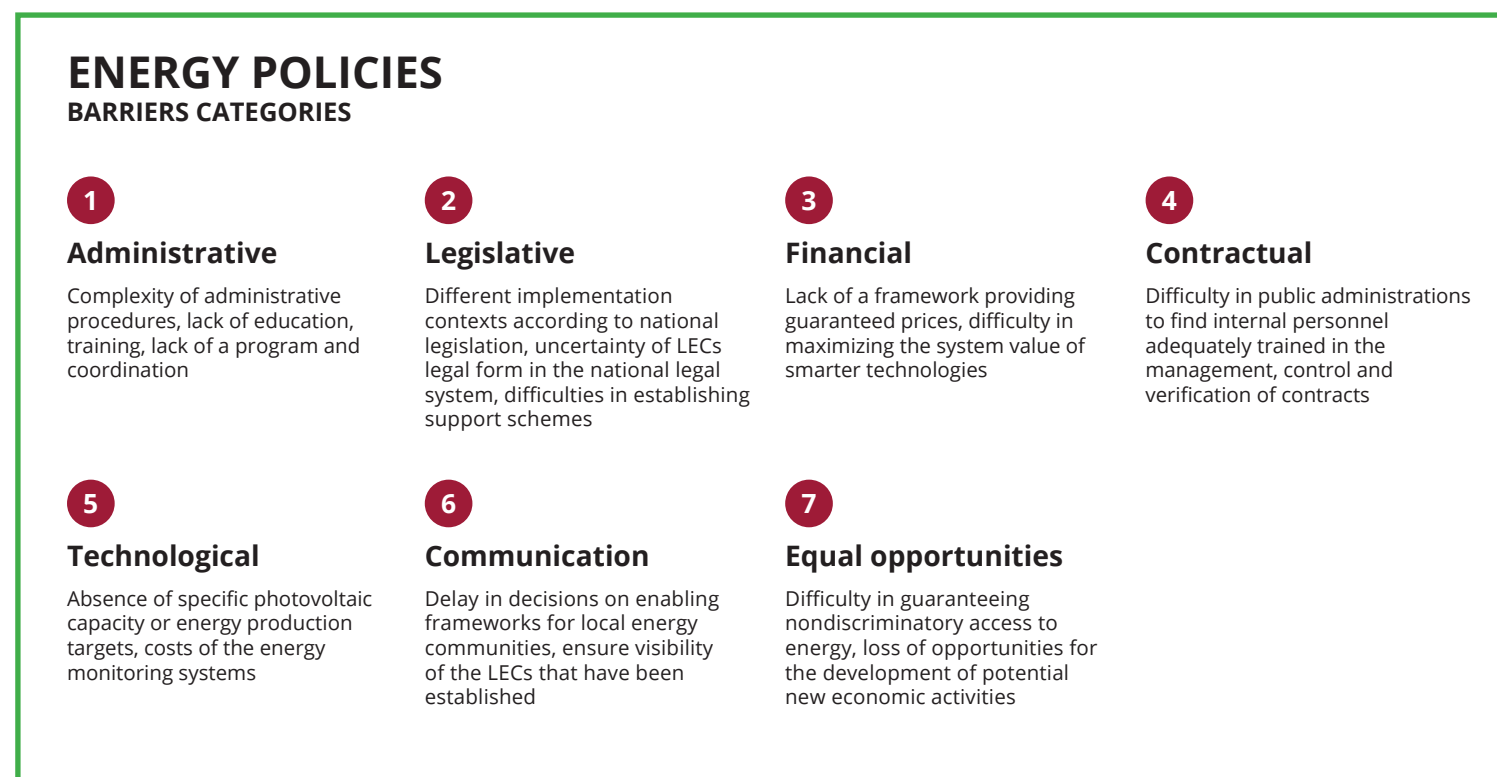 ENERGY POLICIES
BARRIERS CATEGORIES
1
Administrative
Complexity of administrative
procedures, lack of education,
training, lack of a program and
coordination
2
Legislative
Different implementation
contexts according to national
legislation, uncertainty of LECs
legal form in the national legal
system, difficulties in establishing
support schemes
3
Financial
Lack of a framework providing
guaranteed prices, difficulty in
maximizing the system value of
smarter technologies
4
Contractual
Difficulty in public administrations
to find internal personnel
adequately trained in the
management, control and
verification of contracts
5
Technological
Absence of specific photovoltaic
capacity or energy production
targets, costs of the energy
monitoring systems
6
Communication
Delay in decisions on enabling
frameworks for local energy
communities, ensure visibility
of the LECs that have been
established
7
Equal opportunities
Difficulty in guaranteeing
nondiscriminatory access to
energy, loss of opportunities for
the development of potential
new economic activities